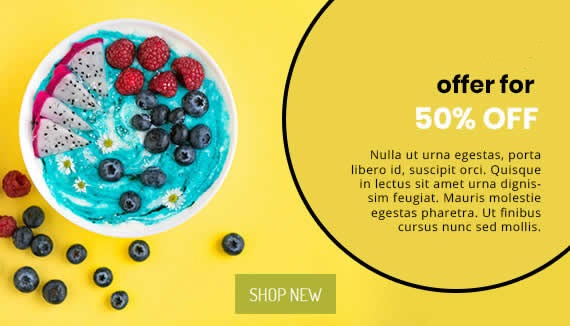 offer for
50% OFF
Nulla ut urna egestas, porta
libero id, suscipit orci. Quisque
in lectus sit amet urna dignis-
sim feugiat. Mauris molestie
egestas pharetra. Ut finibus
cursus nunc sed mollis.
SHOP NEW